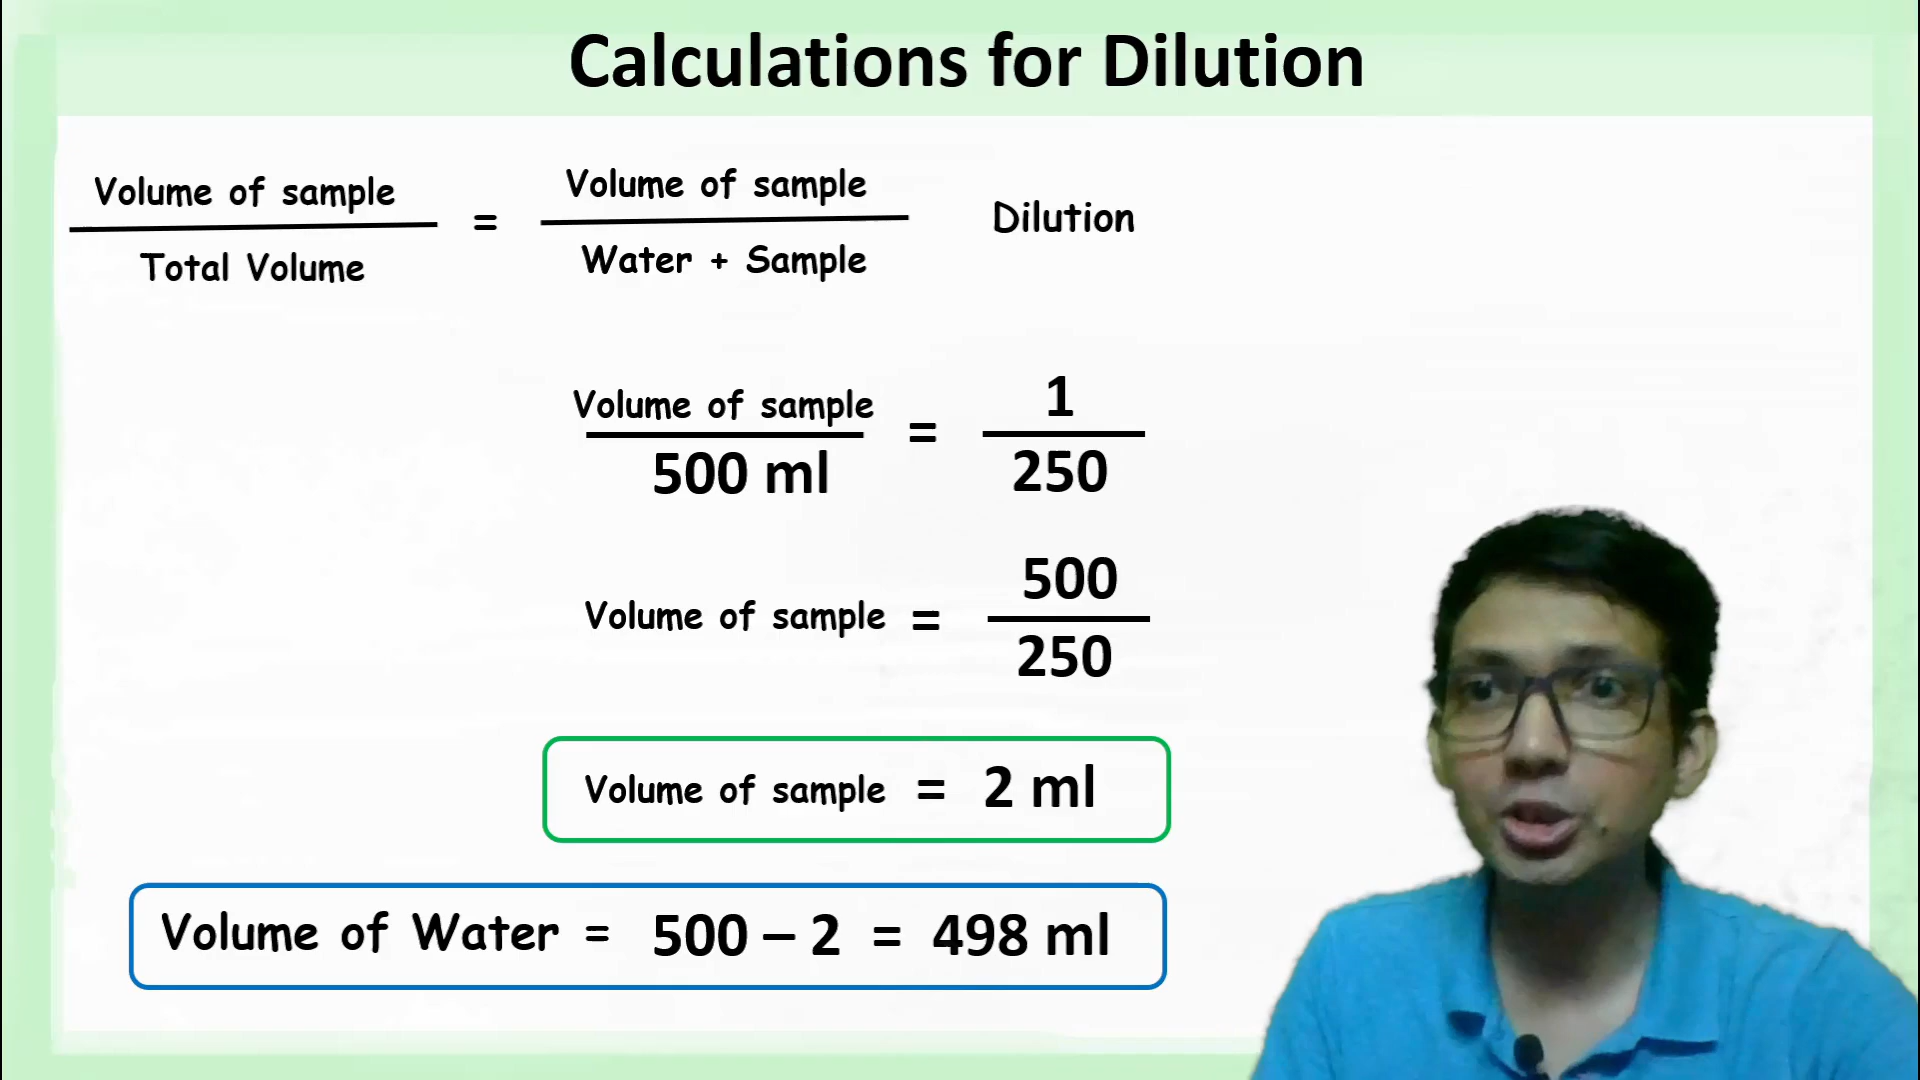 Calculations for Dilution
Volume of sample
Total Volume
=
Volume of sample
Water + Sample
Dilution
Volume of sample
500 ml
=
1
250
Volume of sample =
500
250
Volume of sample = 2 ml
Volume of Water = 500 – 2 = 498 ml